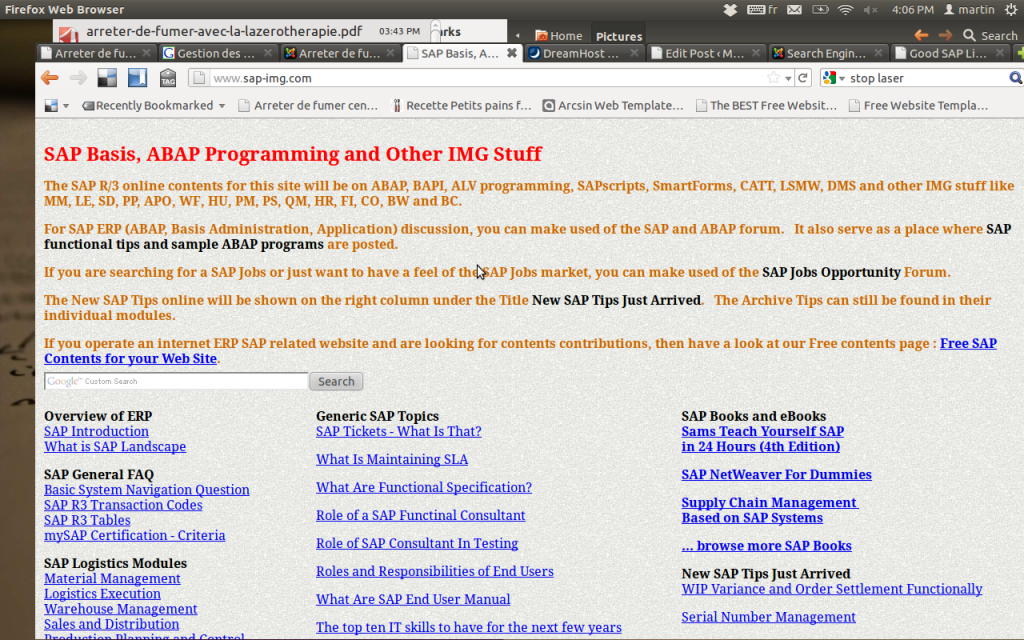 Firefox Web Browser
fr
4:06 PM
martin
arreter-de-fumer-avec-la-lazerotherapie.pdf
03:43 PM
rks
Home
Pictures
Search
Arreter de fu...
Gestion des ...
Arreter de fu...
SAP Basis, A...
DreamHost ...
Edit Post ‹ M...
Search Engin...
Good SAP Li...
TAG
www.sap-img.com
stop laser
Recently Bookmarked
Arreter de fumer cen...
Recette Petits pains f...
Arcsin Web Template...
The BEST Free Websit...
Free Website Templa...
SAP Basis, ABAP Programming and Other IMG Stuff
The SAP R/3 online contents for this site will be on ABAP, BAPI, ALV programming, SAPscripts, SmartForms, CATT, LSMW, DMS and other IMG stuff like
MM, LE, SD, PP, APO, WF, HU, PM, PS, QM, HR, FI, CO, BW and BC.
For SAP ERP (ABAP, Basis Administration, Application) discussion, you can make used of the SAP and ABAP forum. It also serve as a place where SAP
functional tips and sample ABAP programs are posted.
If you are searching for a SAP Jobs or just want to have a feel of the SAP Jobs market, you can make used of the SAP Jobs Opportunity Forum.
The New SAP Tips online will be shown on the right column under the Title New SAP Tips Just Arrived. The Archive Tips can still be found in their
individual modules.
If you operate an internet ERP SAP related website and are looking for contents contributions, then have a look at our Free contents page : Free SAP
Contents for your Web Site.
Google™ Custom Search
Search
Overview of ERP
SAP Introduction
What is SAP Landscape
SAP General FAQ
Basic System Navigation Question
SAP R3 Transaction Codes
SAP R3 Tables
mySAP Certification - Criteria
SAP Logistics Modules
Material Management
Logistics Execution
Warehouse Management
Sales and Distribution
Production Planning and Control
Generic SAP Topics
SAP Tickets - What Is That?
What Is Maintaining SLA
What Are Functional Specification?
Role of a SAP Functinal Consultant
Role of SAP Consultant In Testing
Roles and Responsibilities of End Users
What Are SAP End User Manual
The top ten IT skills to have for the next few years
SAP Books and eBooks
Sams Teach Yourself SAP
in 24 Hours (4th Edition)
SAP NetWeaver For Dummies
Supply Chain Management
Based on SAP Systems
... browse more SAP Books
New SAP Tips Just Arrived
WIP Variance and Order Settlement Functionally
Serial Number Management